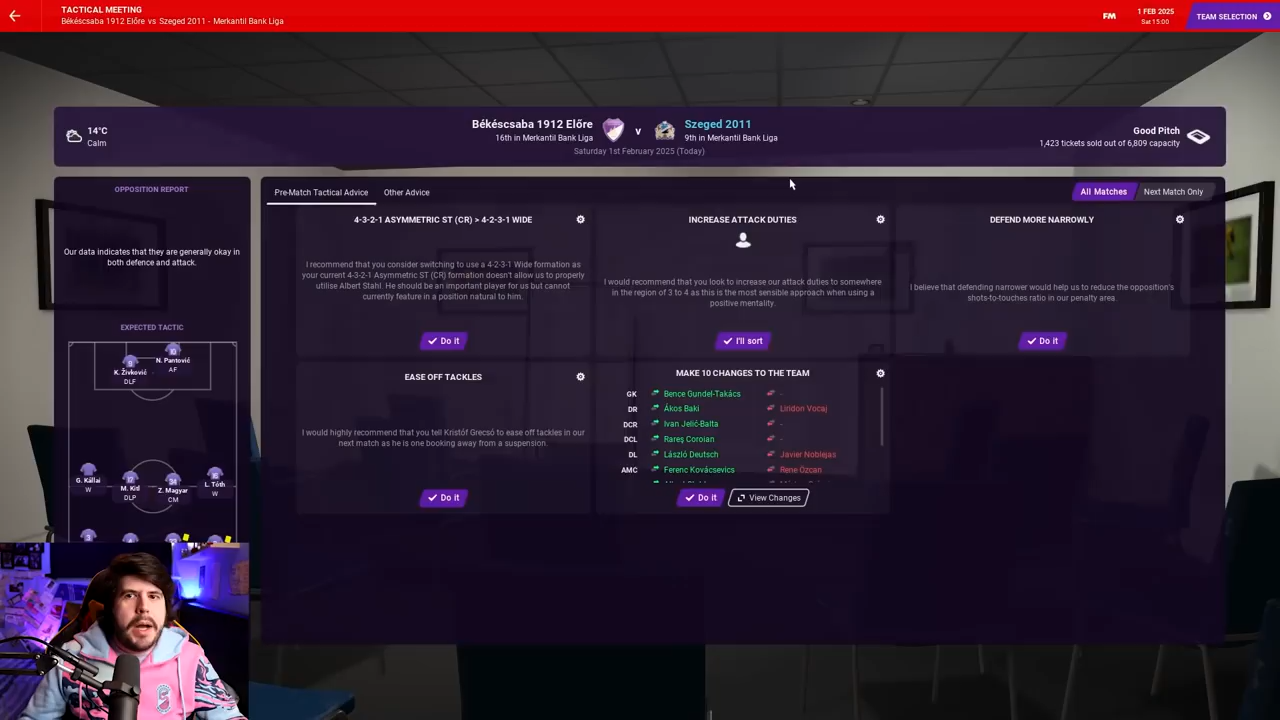 TACTICAL MEETING
Békéscsaba 1912 Előre vs Szeged 2011 - Merkantil Bank Liga
FM
1 FEB 2025
Sat 15:00
TEAM SELECTION
14°C
Calm
Békéscsaba 1912 Előre
16th in Merkantil Bank Liga
v
Szeged 2011
9th in Merkantil Bank Liga
Saturday 1st February 2025 (Today)
Good Pitch
1,423 tickets sold out of 6,809 capacity
OPPOSITION REPORT
Our data indicates that they are generally okay in
both defence and attack.
EXPECTED TACTIC
10
N. Pantović
AF
9
K. Živković
DLF
G. Kállai
W
M. Kiđ
DLP
Z. Magyar
CM
L. Tóth
W
Pre-Match Tactical Advice
Other Advice
All Matches
Next Match Only
4-3-2-1 ASYMMETRIC ST (CR) > 4-2-3-1 WIDE
I recommend that you consider switching to use a 4-2-3-1 Wide formation as
your current 4-3-2-1 Asymmetric ST (CR) formation doesn't allow us to properly
utilise Albert Stahl. He should be an important player for us but cannot
currently feature in a position natural to him.
Do it
INCREASE ATTACK DUTIES
I would recommend that you look to increase our attack duties to somewhere
in the region of 3 to 4 as this is the most sensible approach when using a
positive mentality.
I'll sort
DEFEND MORE NARROWLY
I believe that defending narrower would help us to reduce the opposition's
shots-to-touches ratio in our penalty area.
Do it
EASE OFF TACKLES
I would highly recommend that you tell Kristóf Grecsó to ease off tackles in our
next match as he is one booking away from a suspension.
Do it
MAKE 10 CHANGES TO THE TEAM
GK Bence Gundel-Takács -
DR Ákos Baki Liridon Vocaj
DCR Ivan Jelić-Balta -
DCL Rareș Coroian -
DL László Deutsch Javier Noblejas
AMC Ferenc Kovácsevics Rene Özcan
Do it
View Changes